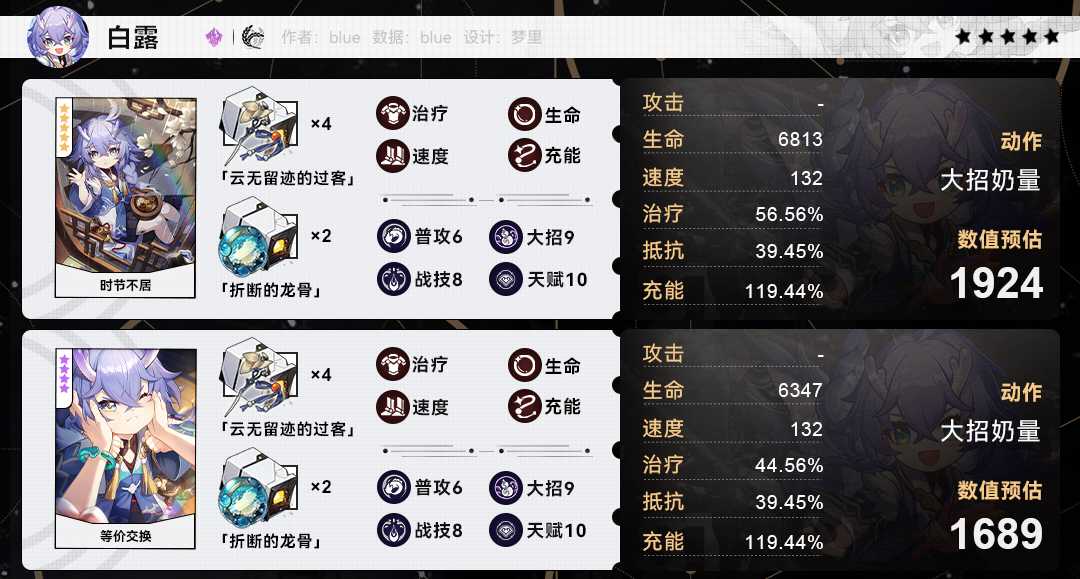 白露
作者：blue 数据：blue 设计：梦里
时节不居
×4
「云无留迹的过客」
×2
「折断的龙骨」
治疗 生命
速度 充能
普攻6 大招9
战技8 天赋10
攻击 -
生命 6813
速度 132
治疗 56.56%
抵抗 39.45%
充能 119.44%
动作
大招奶量
数值预估
1924
等价交换
×4
「云无留迹的过客」
×2
「折断的龙骨」
治疗 生命
速度 充能
普攻6 大招9
战技8 天赋10
攻击 -
生命 6347
速度 132
治疗 44.56%
抵抗 39.45%
充能 119.44%
动作
大招奶量
数值预估
1689